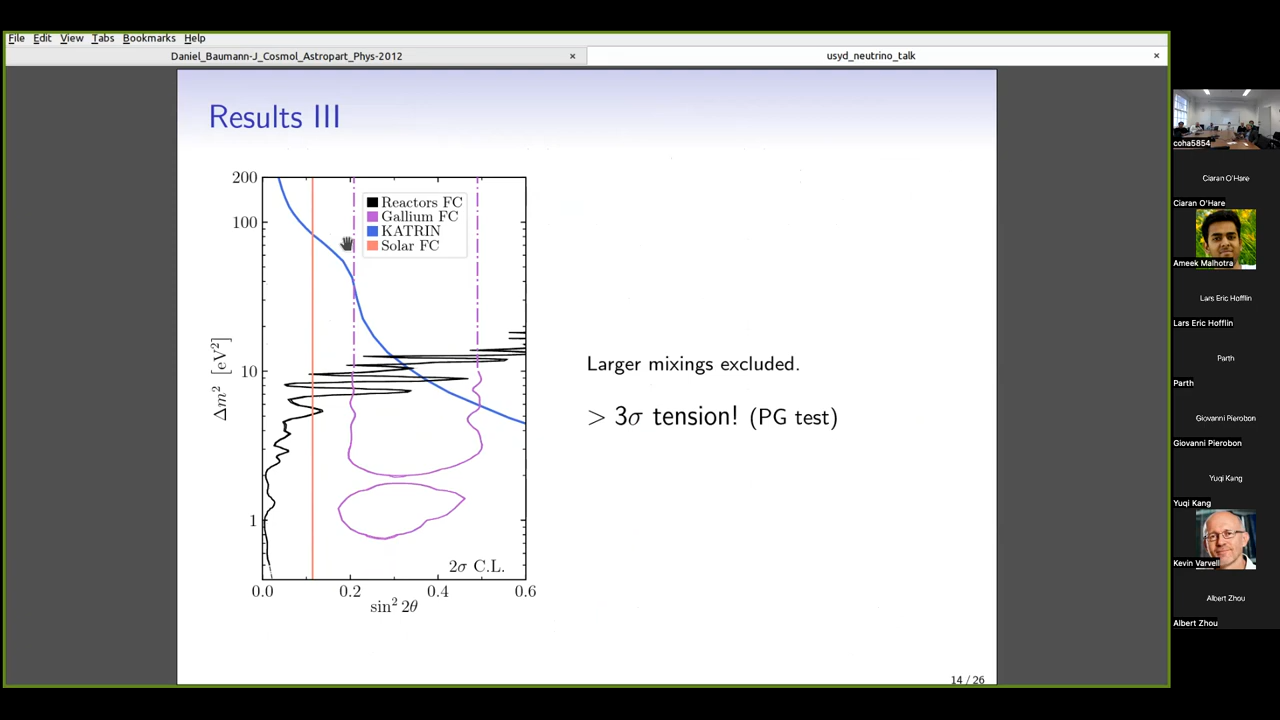 File Edit View Tabs Bookmarks Help
Daniel_Baumann-J_Cosmol_Astropart_Phys-2012 ×
usyd_neutrino_talk ×
Results III
200
100
10
1
Δm² [eV²]
Reactors FC
Gallium FC
KATRIN
Solar FC
2σ C.L.
0.0 0.2 0.4 0.6
sin² 2θ
Larger mixings excluded.
> 3σ tension! (PG test)
14 / 26
coha5854
Ciaran O'Hare
Ciaran O'Hare
Ameek Malhotra
Lars Eric Hofflin
Lars Eric Hofflin
Parth
Parth
Giovanni Pierobon
Giovanni Pierobon
Yuqi Kang
Yuqi Kang
Kevin Varvell
Albert Zhou
Albert Zhou